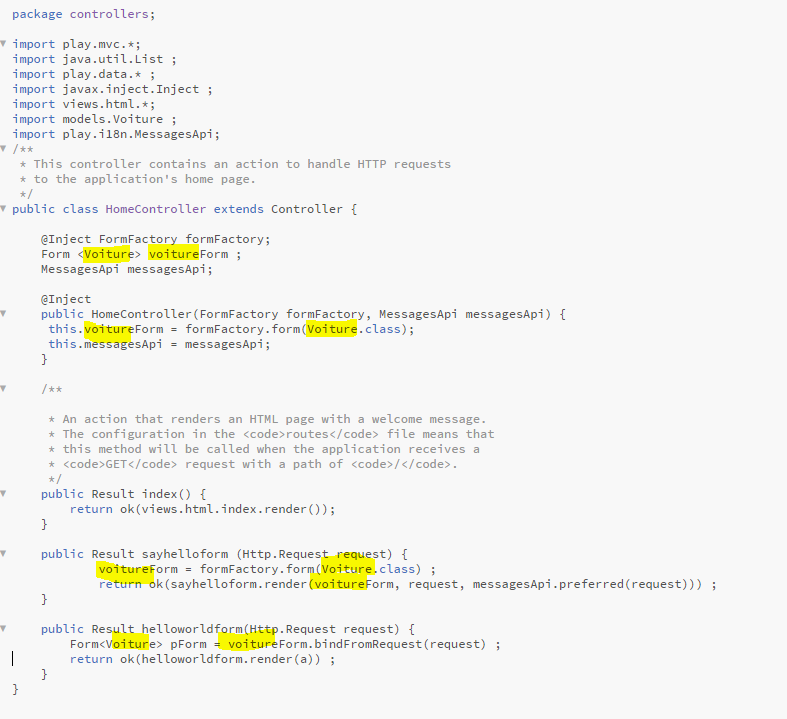 package controllers;
import play.mvc.*;
import java.util.List ;
import play.data.* ;
import javax.inject.Inject ;
import views.html.*;
import models.Voiture ;
import play.i18n.MessagesApi;
/**
 * This controller contains an action to handle HTTP requests
 * to the application's home page.
 */
public class HomeController extends Controller {
    @Inject FormFactory formFactory;
    Form <Voiture> voitureForm ;
    MessagesApi messagesApi;
    @Inject
    public HomeController(FormFactory formFactory, MessagesApi messagesApi) {
     this.voitureForm = formFactory.form(Voiture.class);
     this.messagesApi = messagesApi;
    }
    /**
     * An action that renders an HTML page with a welcome message.
     * The configuration in the <code>routes</code> file means that
     * this method will be called when the application receives a
     * <code>GET</code> request with a path of <code>/</code>.
     */
    public Result index() {
        return ok(views.html.index.render());
    }
    public Result sayhelloform (Http.Request request) {
            voitureForm = formFactory.form(Voiture.class) ;
            return ok(sayhelloform.render(voitureForm, request, messagesApi.preferred(request))) ;
    }
    public Result helloworldform(Http.Request request) {
        Form<Voiture> pForm = voitureForm.bindFromRequest(request) ;
        return ok(helloworldform.render(a)) ;
    }
}